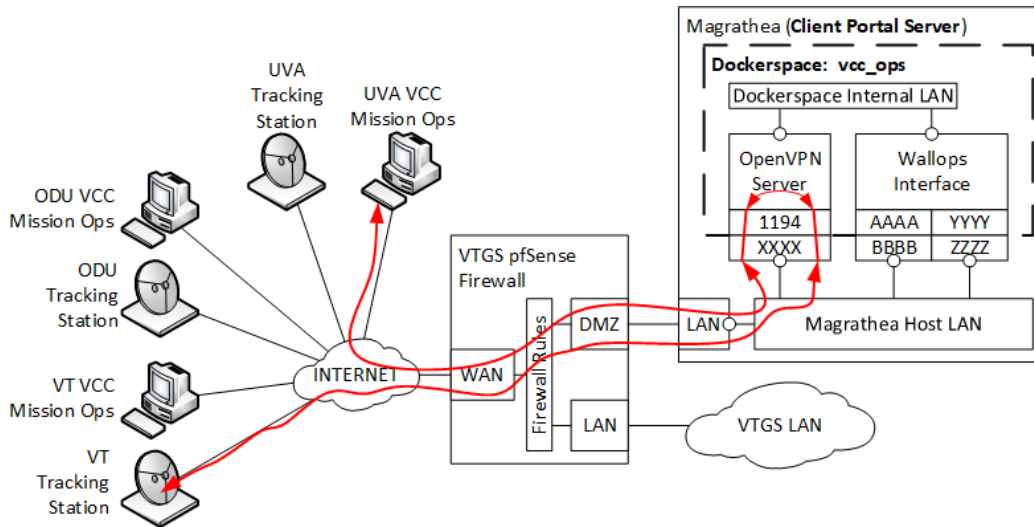 Magrathea (Client Portal Server)
Dockerspace: vcc_ops
Dockerspace Internal LAN
OpenVPN
Server
1194
XXXX
Wallops
Interface
AAAA
YYYY
BBBB
ZZZZ
Magrathea Host LAN
LAN
UVA
Tracking
Station
UVA VCC
Mission Ops
ODU VCC
Mission Ops
ODU
Tracking
Station
VT VCC
Mission Ops
VT
Tracking
Station
INTERNET
VTGS pfSense
Firewall
WAN
Firewall Rules
DMZ
LAN
VTGS LAN